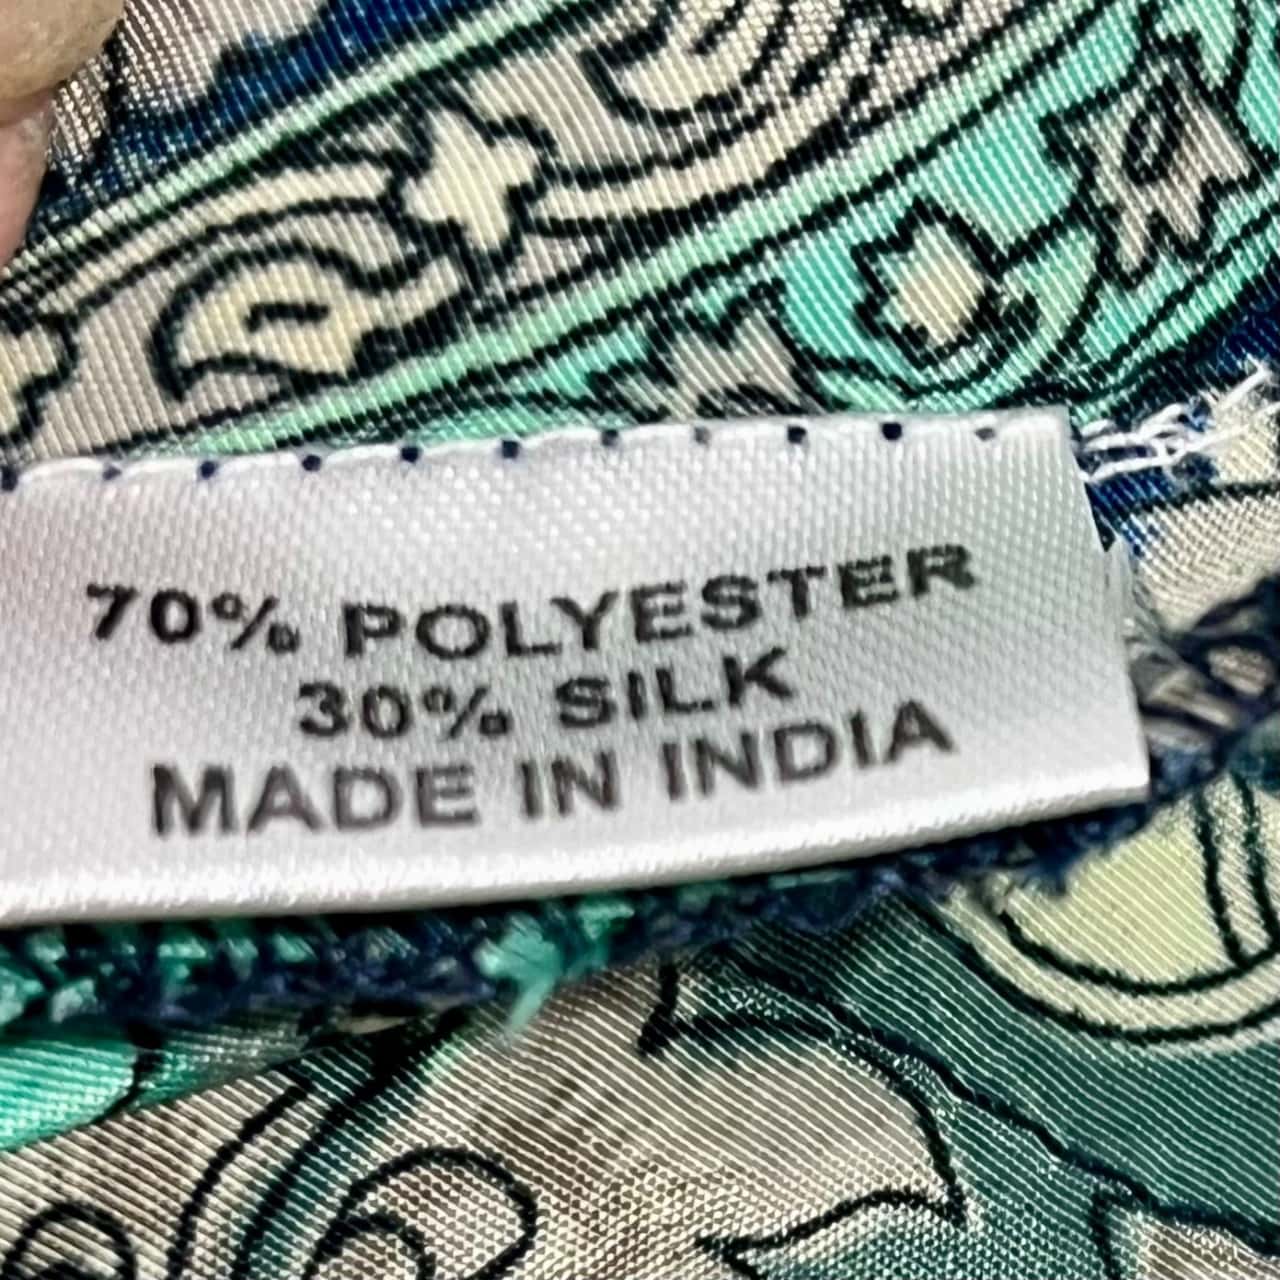 70% POLYESTER
30% SILK
MADE IN INDIA